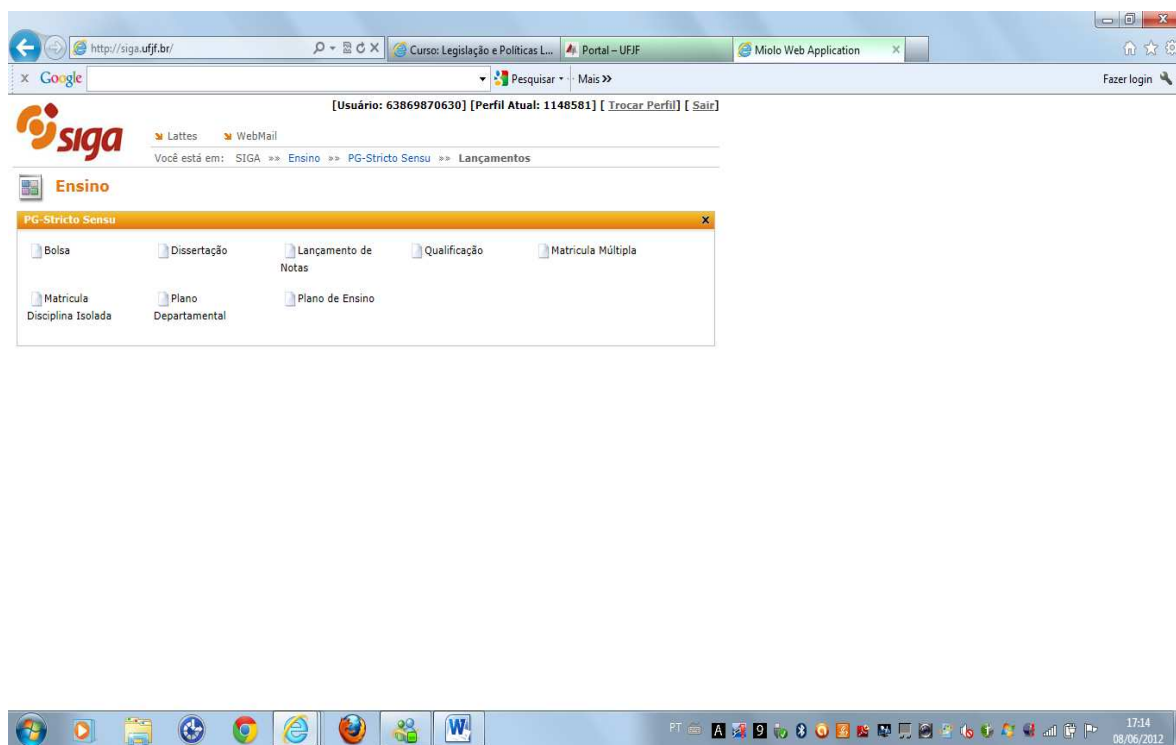 http://siga.ufjf.br/
Curso: Legislação e Políticas L...
Portal – UFJF
Miolo Web Application
x Google
Pesquisar
Mais >>
Fazer login
[Usuário: 63869870630] [Perfil Atual: 1148581] [ Trocar Perfil] [ Sair]
siga
Lattes WebMail
Você está em: SIGA »» Ensino »» PG-Stricto Sensu »» Lançamentos
Ensino
PG-Stricto Sensu x
Bolsa Dissertação Lançamento de Qualificação Matricula Múltipla
Notas
Matricula Plano Plano de Ensino
Disciplina Isolada Departamental
PT
17:14
08/06/2012